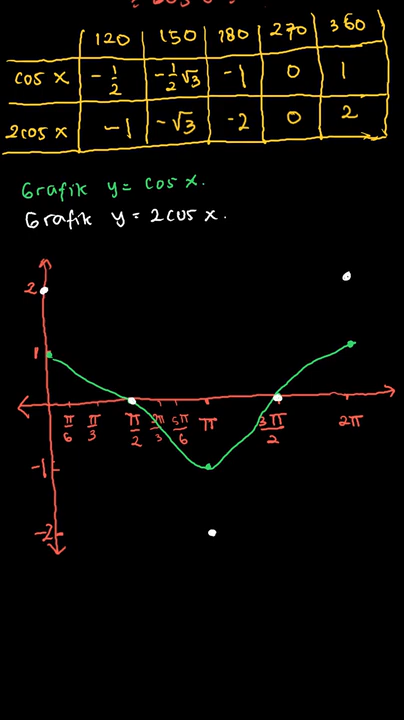 120 150 180 270 360
cos x -1/2 -1/2√3 -1 0 1
2cos x -1 -√3 -2 0 2
Grafik y = cos x.
Grafik y = 2cos x.
2
1
π/6 π/3 π/2 2π/3 5π/6 π 3π/2 2π
-1
-2